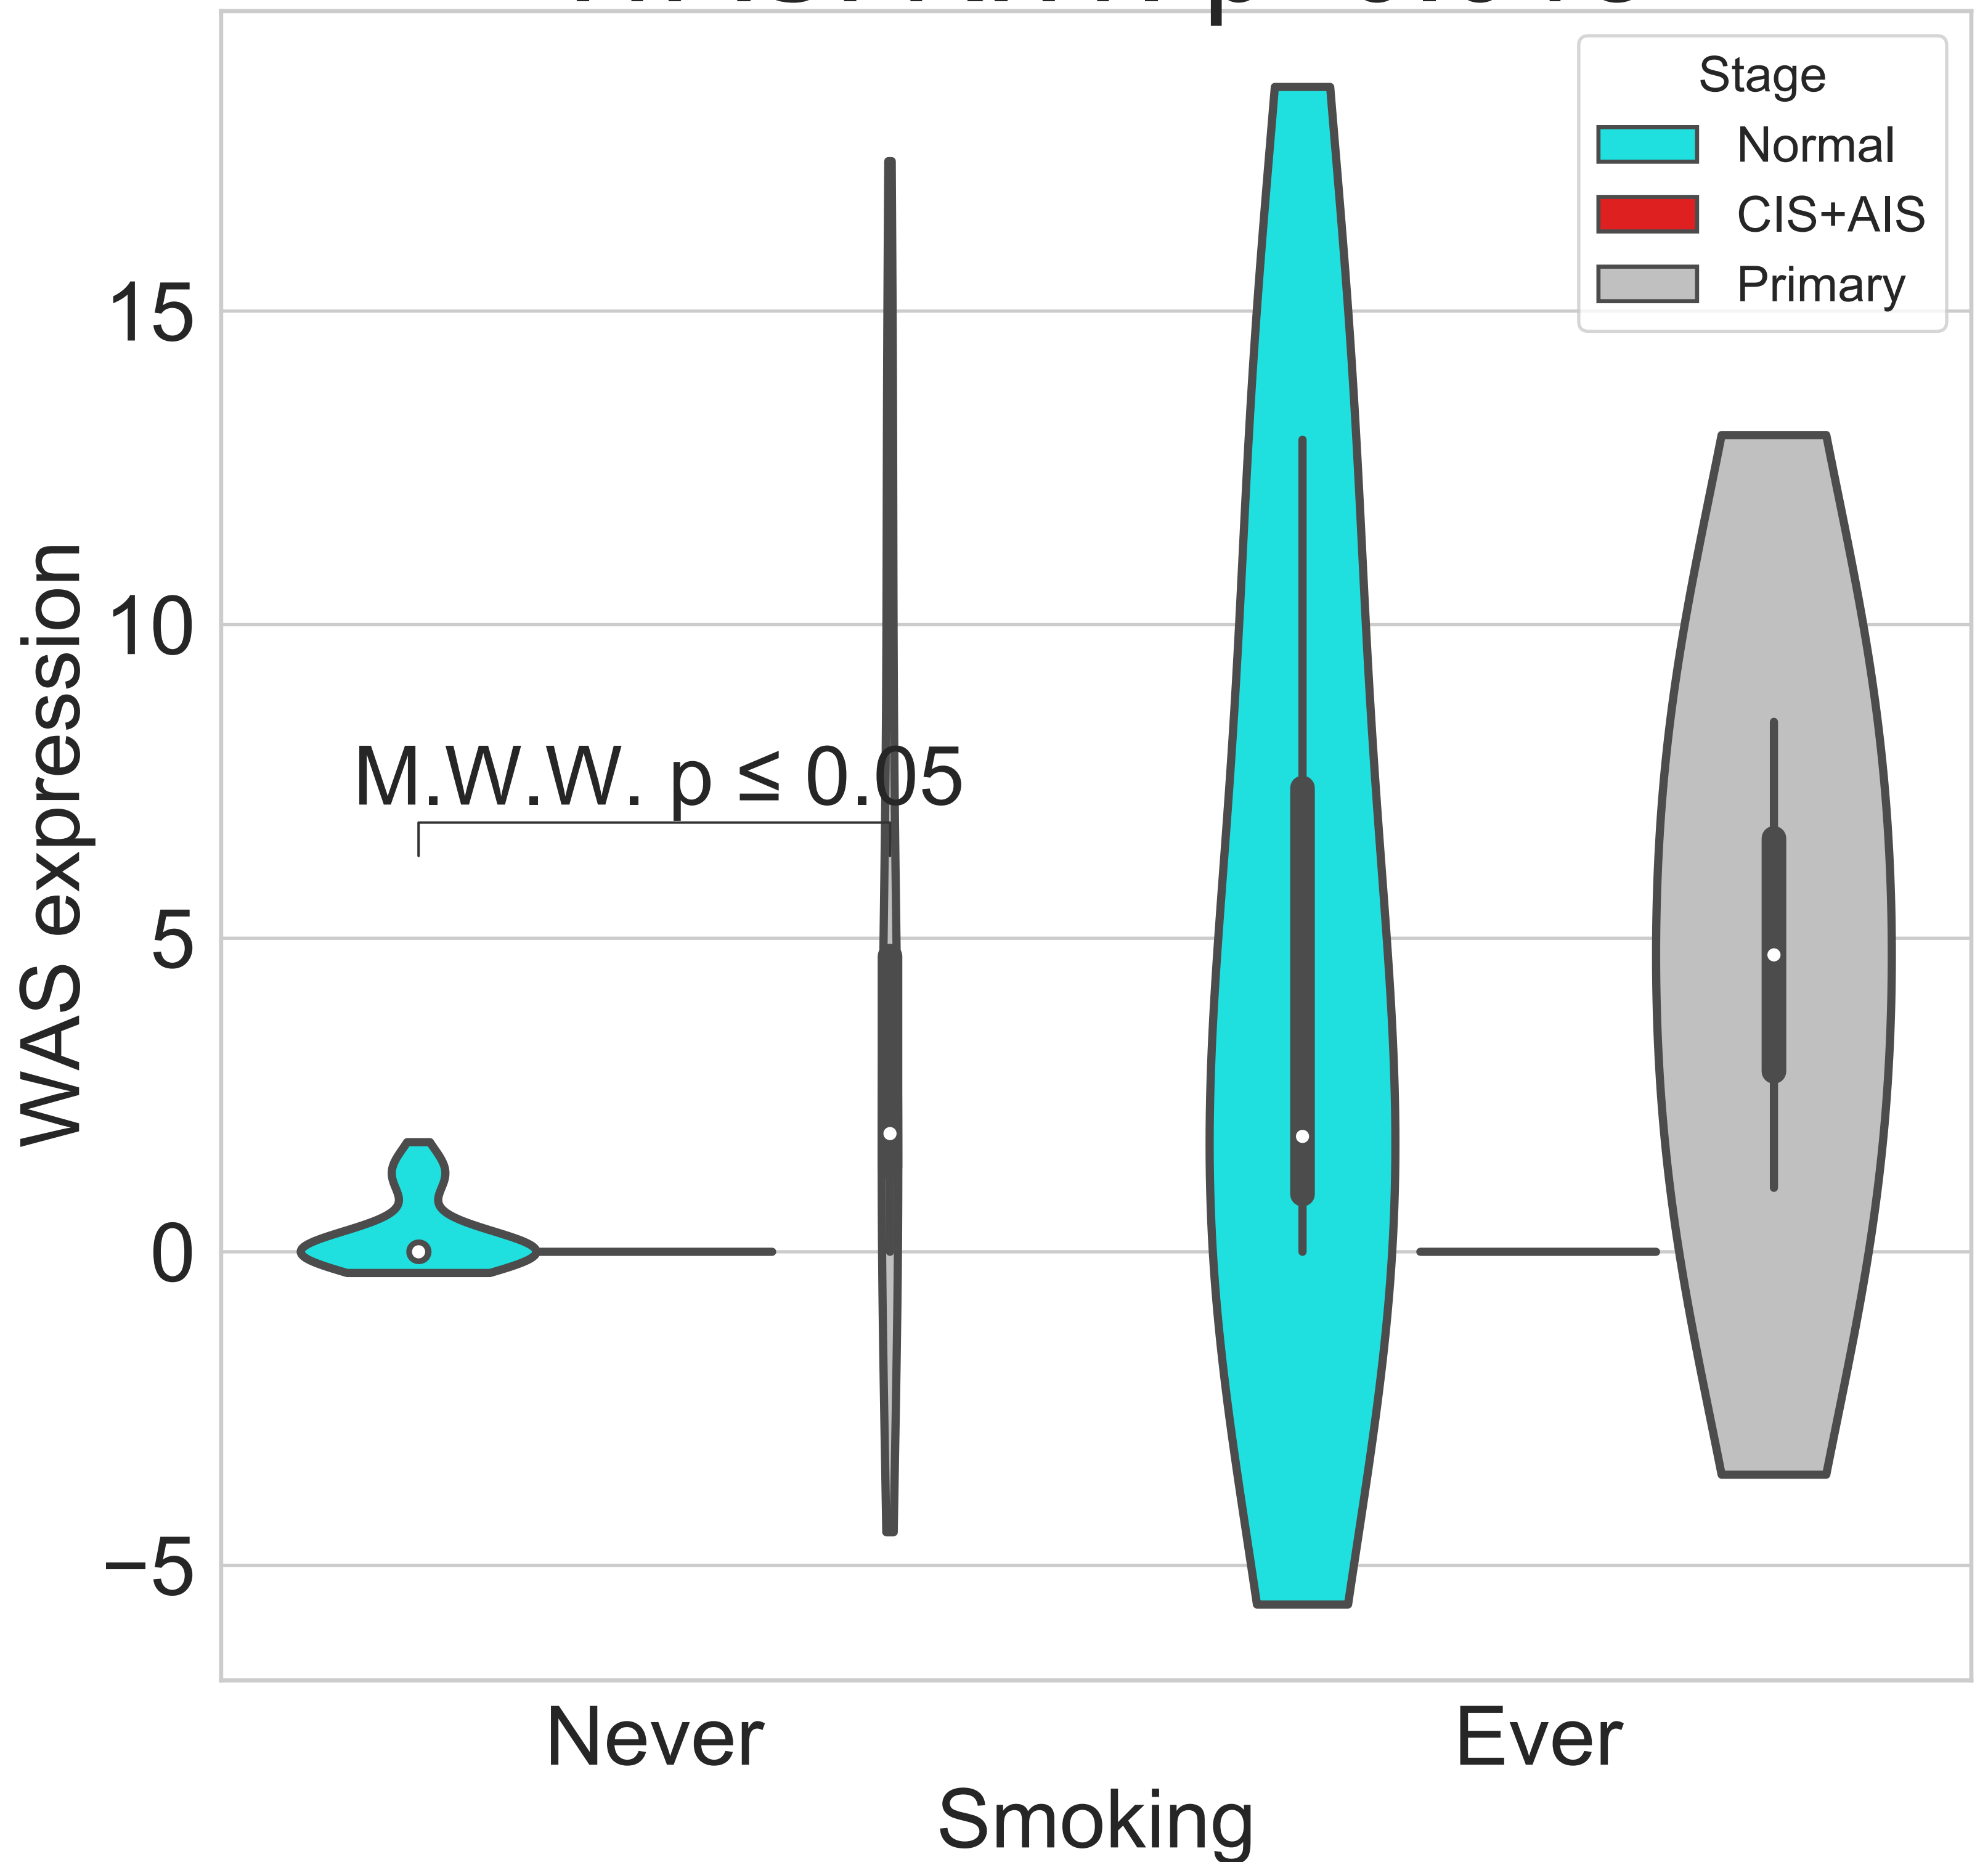 Stage
Normal
CIS+AIS
Primary
15
10
5
0
−5
WAS expression
M.W.W. p ≤ 0.05
Never
Ever
Smoking